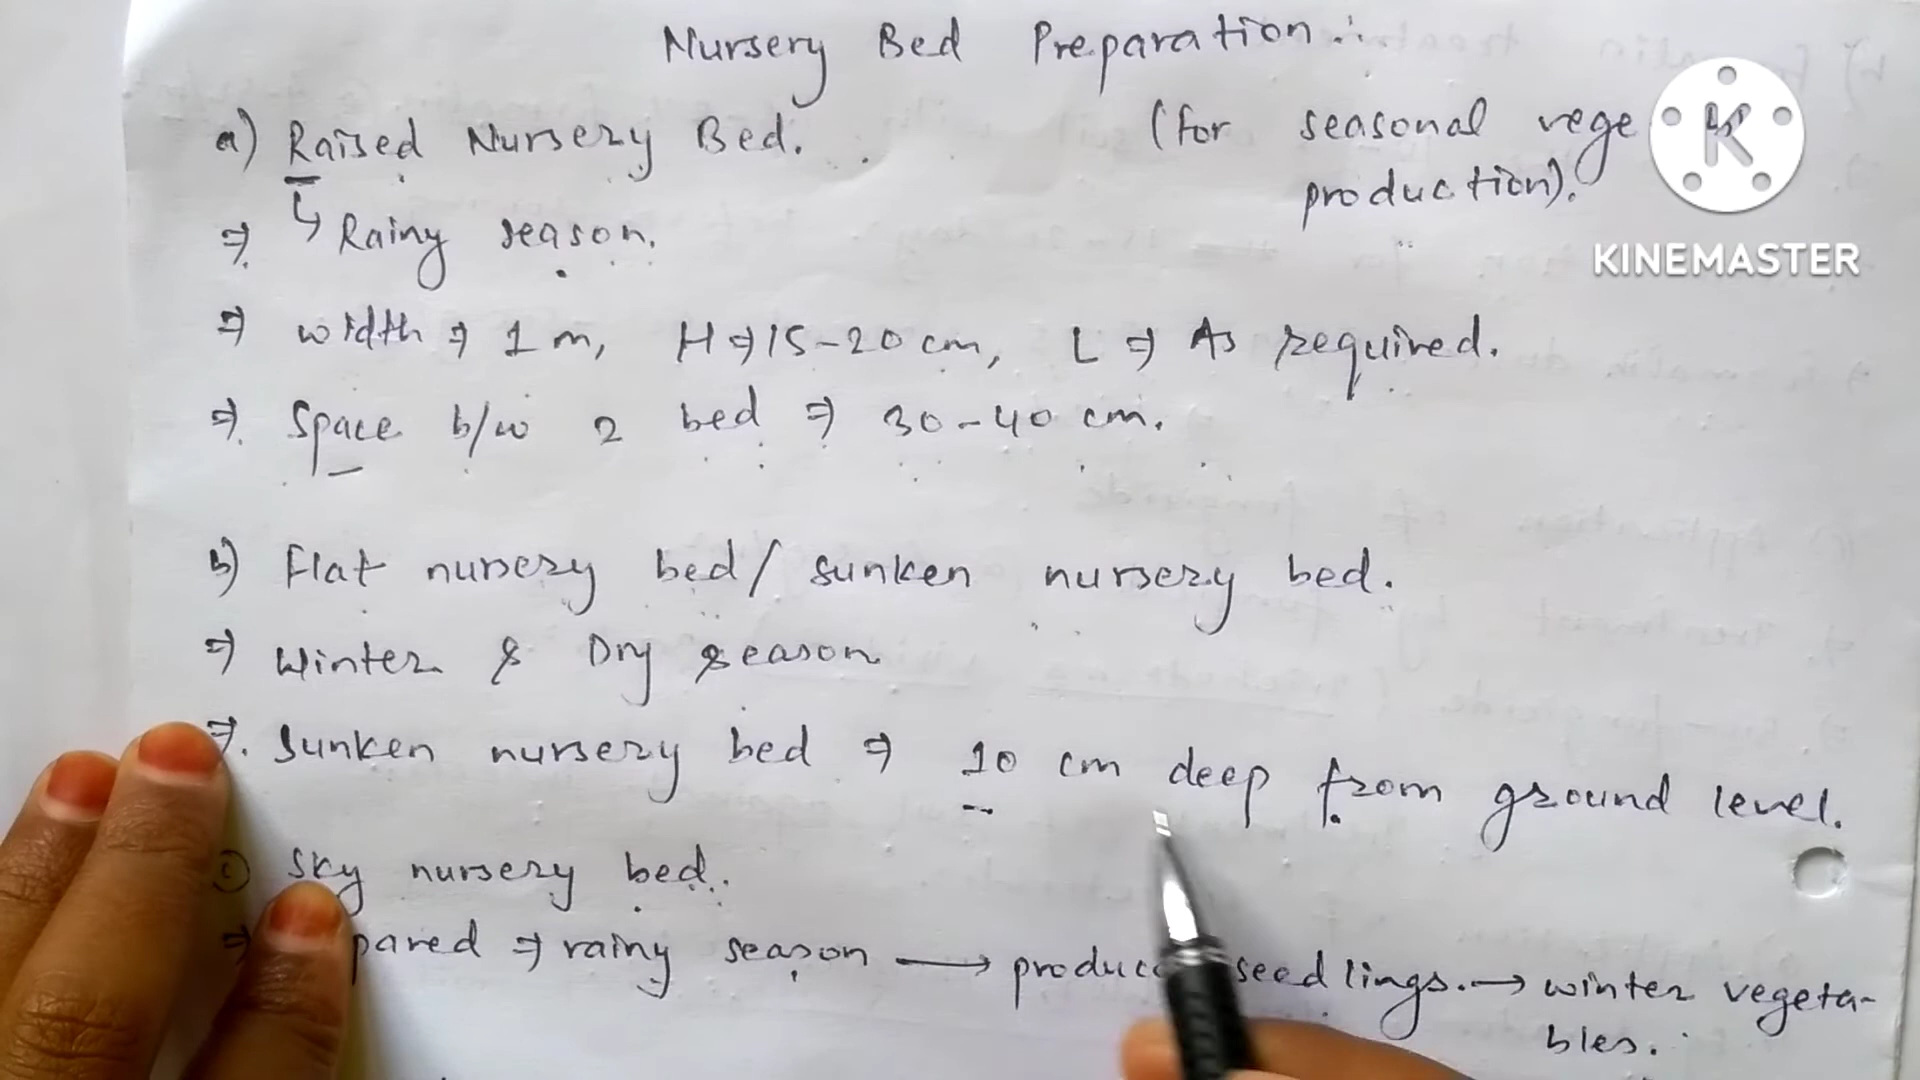 Nursery Bed Preparation:
a) Raised Nursery Bed.
(for seasonal vege
production).
⇒ ↳ Rainy season.
⇒ width ⇒ 1 m, H ⇒ 15-20 cm, L ⇒ As required.
⇒ Space b/w 2 bed ⇒ 30-40 cm.
b) Flat nursery bed/ sunken nursery bed.
⇒ Winter & Dry season
⇒ Sunken nursery bed ⇒ 10 cm deep from ground level.
c) Sky nursery bed.
⇒ pared ⇒ rainy season ⟶ produc seedlings. → winter vegeta-
bles.
K
KINEMASTER